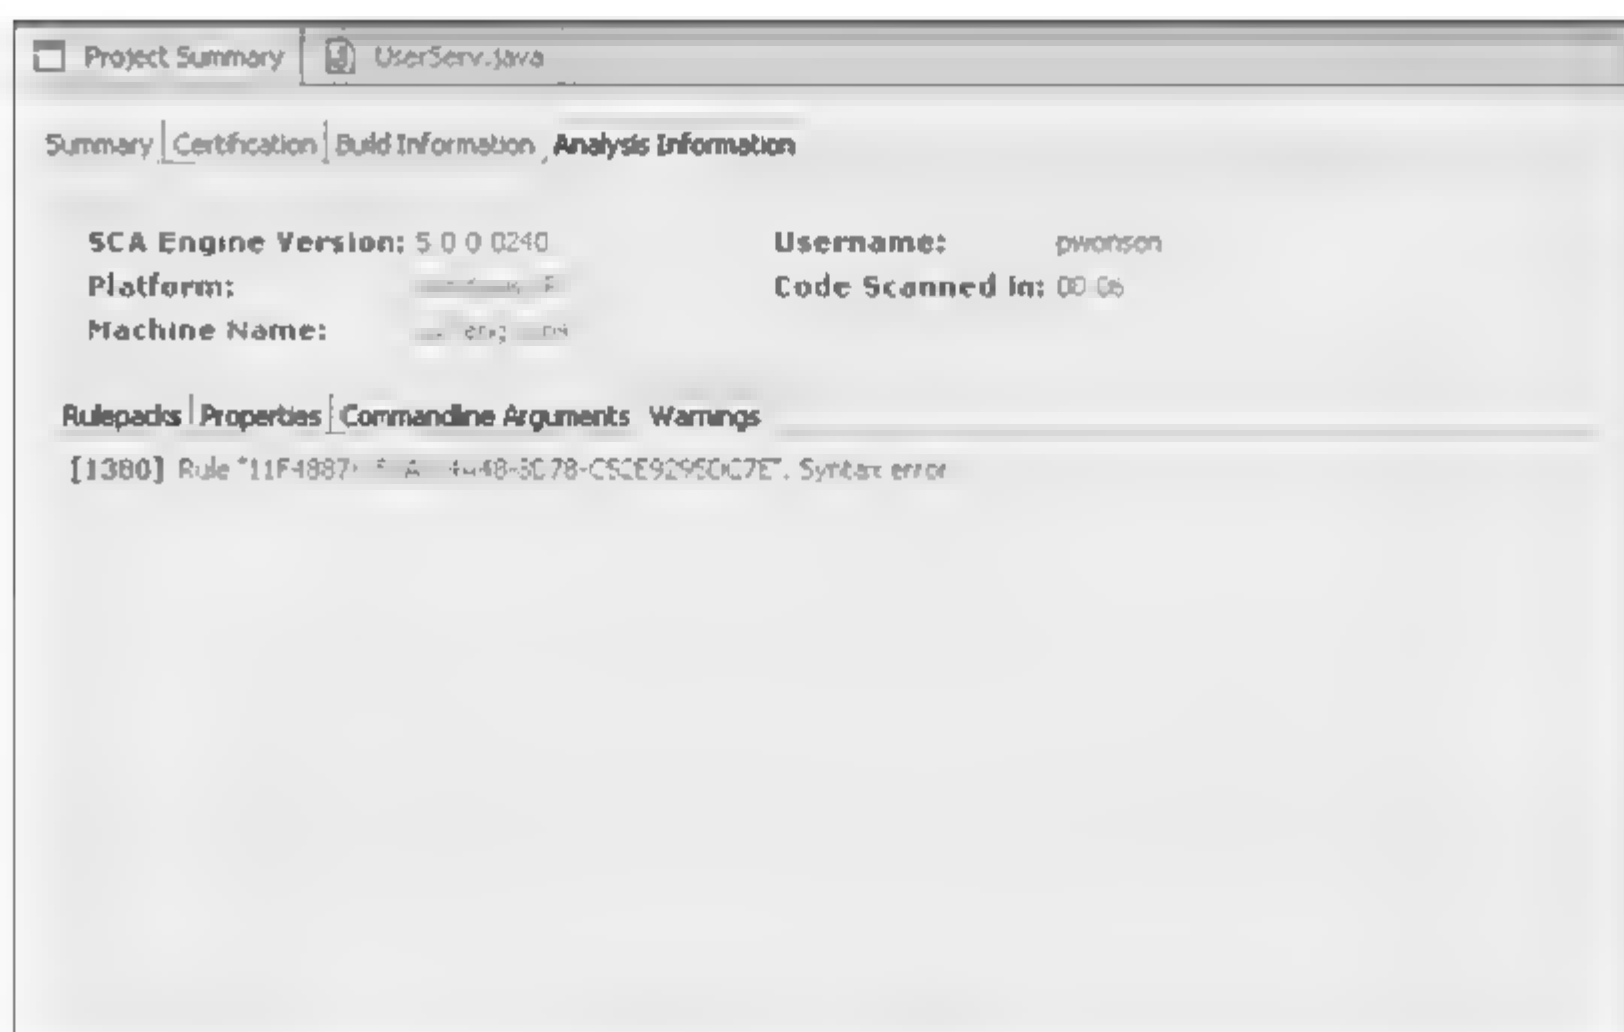 Project Summary UserServ.java
Summary Certification Build Information Analysis Information
SCA Engine Version: 5.0.0.0240 Username: pwonson
Platform: Code Scanned In: 00:06
Machine Name:
Rulepacks Properties Commandline Arguments Warnings
[1380] Rule Syntax error